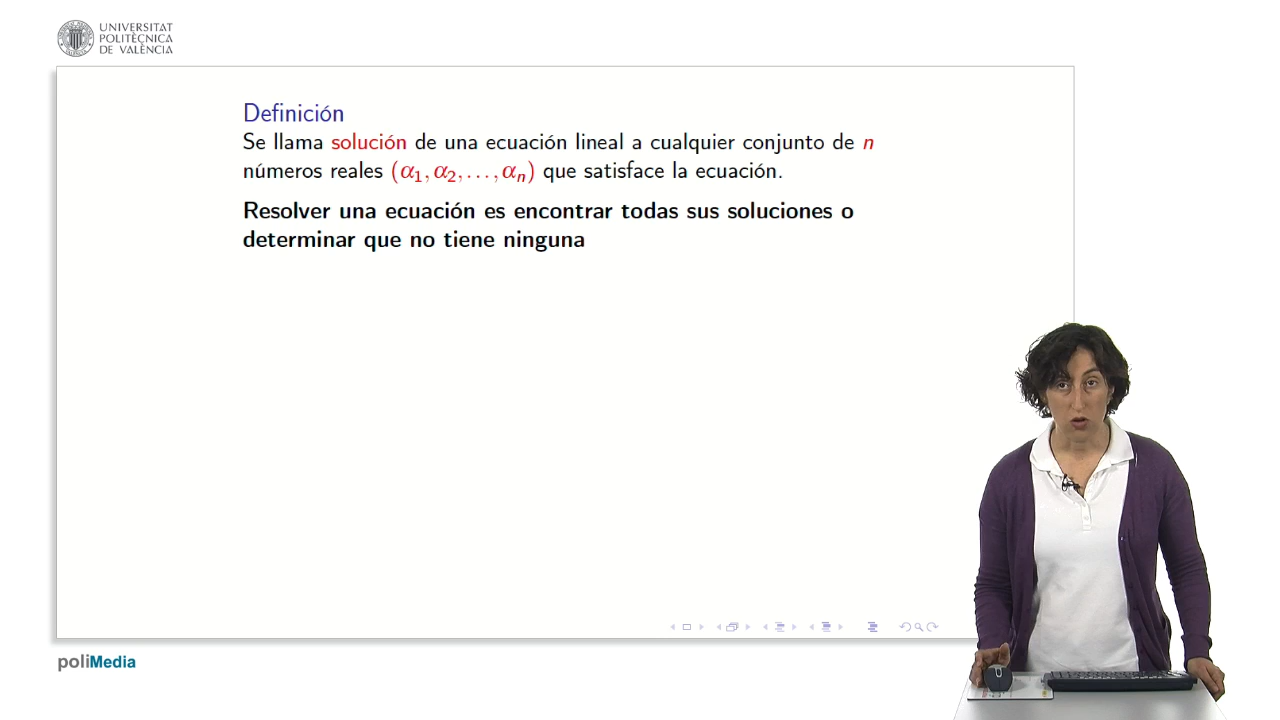 UNIVERSITAT
POLITÈCNICA
DE VALÈNCIA
Definición
Se llama solución de una ecuación lineal a cualquier conjunto de n
números reales (α₁, α₂, …, αₙ) que satisface la ecuación.
Resolver una ecuación es encontrar todas sus soluciones o
determinar que no tiene ninguna
poliMedia